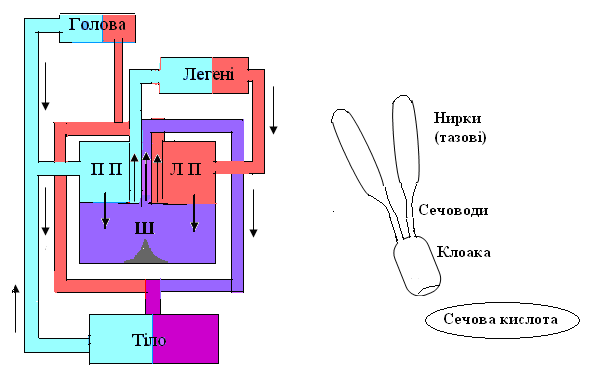 Голова
Легені
П П
Л П
Ш
Тіло
Нирки
(тазові)
Сечоводи
Клоака
Сечова кислота